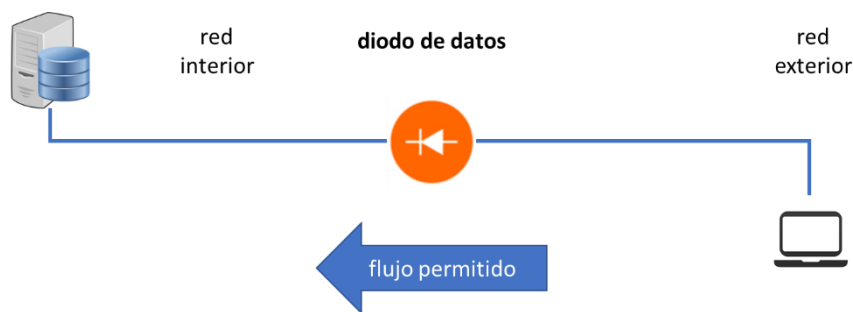 red
interior
diodo de datos
red
exterior
flujo permitido